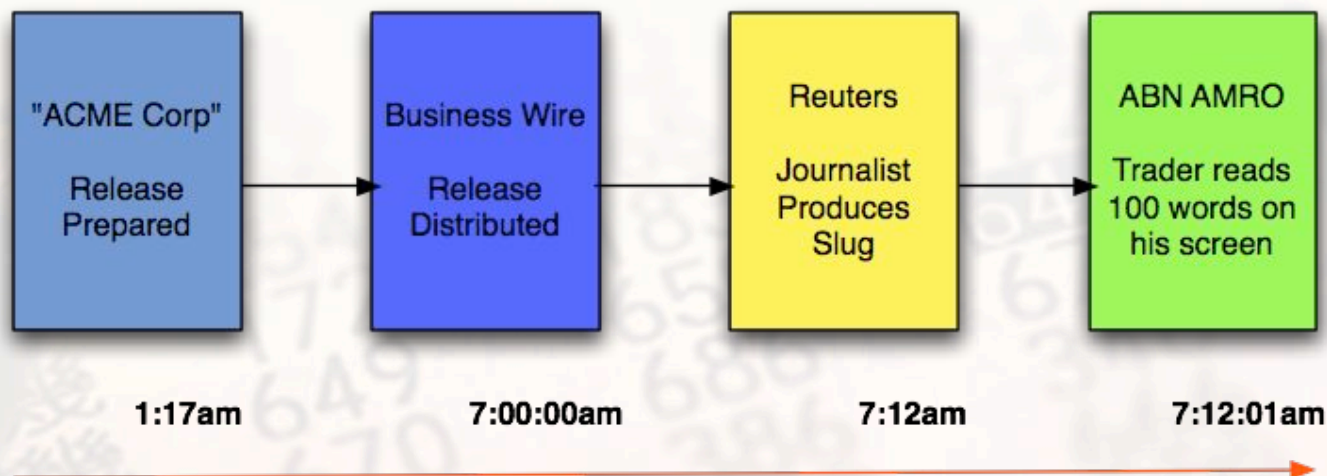 "ACME Corp"
Release
Prepared
Business Wire
Release
Distributed
Reuters
Journalist
Produces
Slug
ABN AMRO
Trader reads
100 words on
his screen
1:17am
7:00:00am
7:12am
7:12:01am